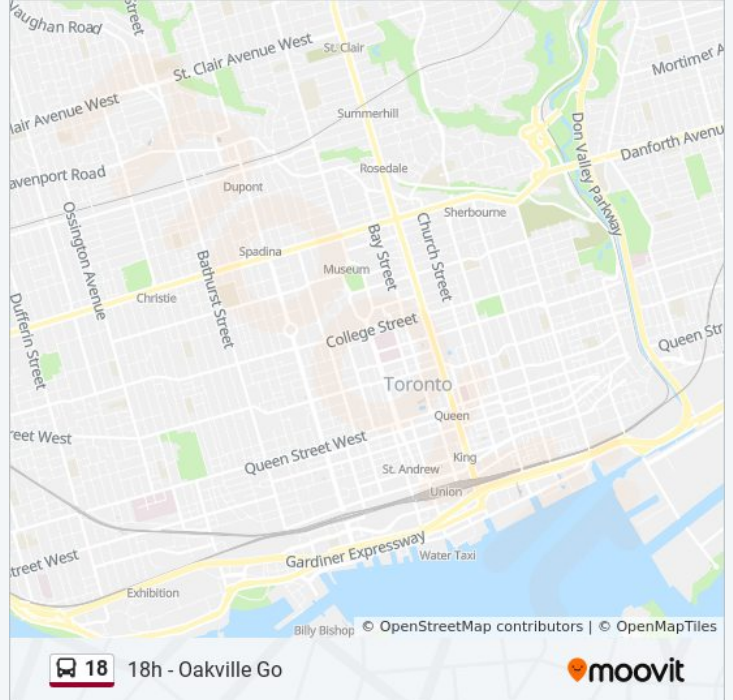 Vaughan Road
Street
St. Clair Avenue West
St. Clair
Mortimer A
lair Avenue West
Summerhill
Don Valley Parkway
Danforth Avenu
Rosedale
avenport Road
Dupont
Ossington Avenue
Sherbourne
Church Street
Bay Street
Spadina
Bathurst Street
Museum
Christie
Dufferin Street
College Street
Queen Str
Toronto
Queen
reet West
Queen Street West
King
St. Andrew
Union
Gardiner Expressway
Water Taxi
treet West
Exhibition
Billy Bishop
© OpenStreetMap contributors | © OpenMapTiles
18 18h - Oakville Go
moovit